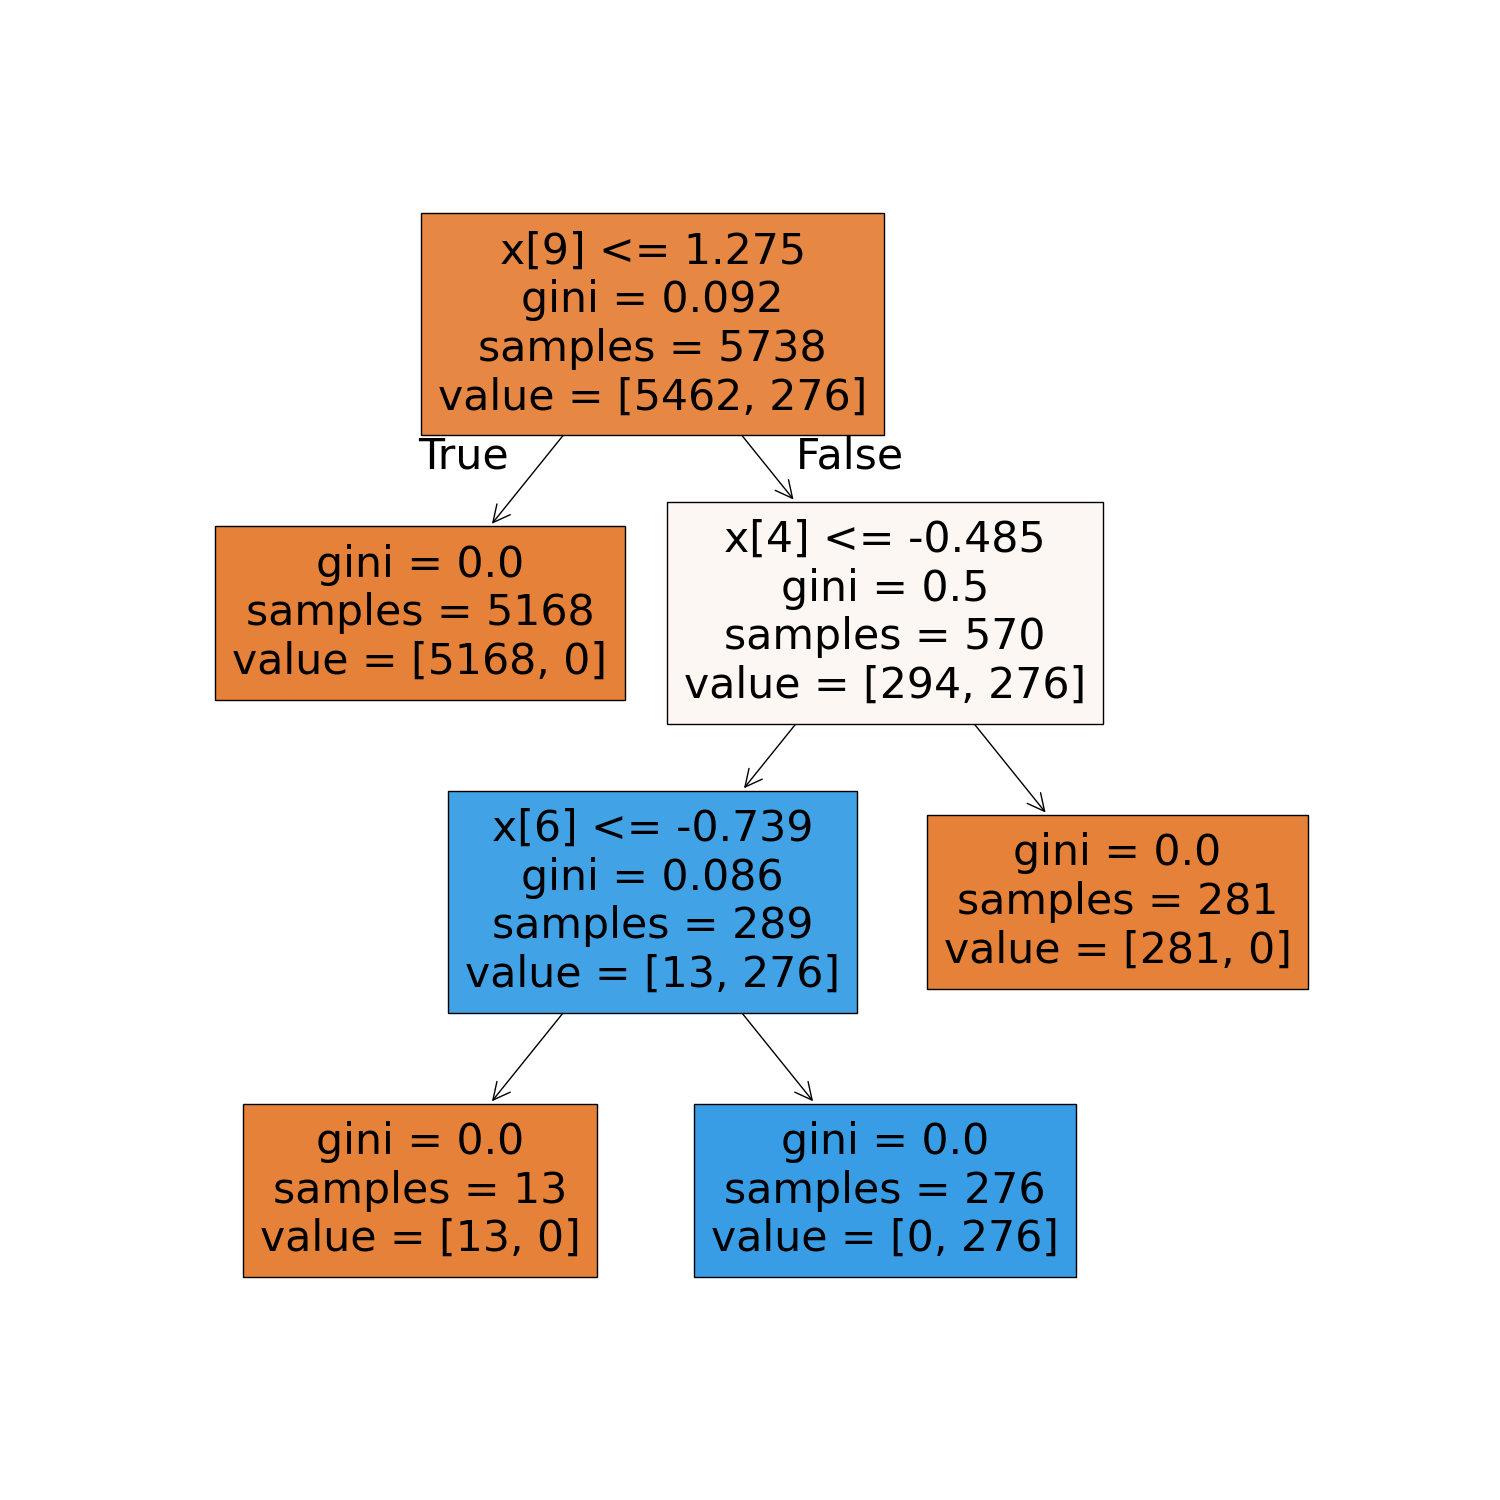 x[9] <= 1.275
gini = 0.092
samples = 5738
value = [5462, 276]
True
False
gini = 0.0
samples = 5168
value = [5168, 0]
x[4] <= -0.485
gini = 0.5
samples = 570
value = [294, 276]
x[6] <= -0.739
gini = 0.086
samples = 289
value = [13, 276]
gini = 0.0
samples = 281
value = [281, 0]
gini = 0.0
samples = 13
value = [13, 0]
gini = 0.0
samples = 276
value = [0, 276]